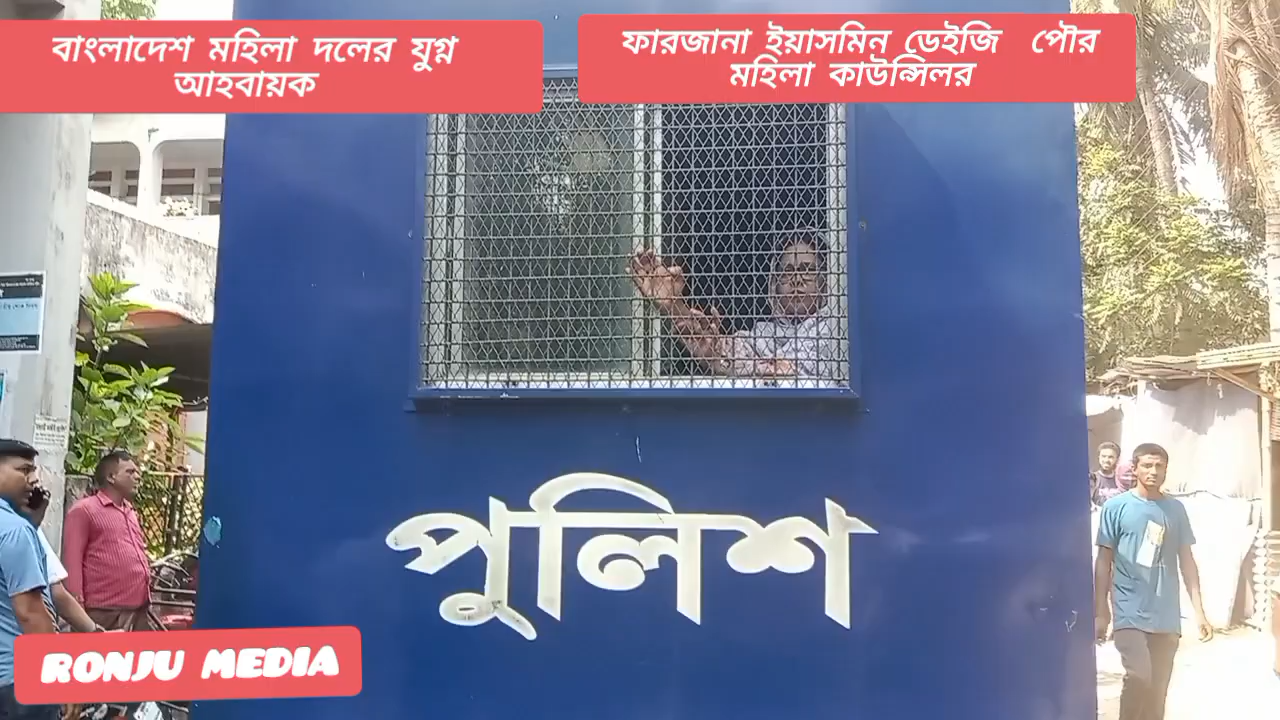 বাংলাদেশ মহিলা দলের যুগ্ন
আহবায়ক
ফারজানা ইয়াসমিন ডেইজি পৌর
মহিলা কাউন্সিলর
পুলিশ
RONJU MEDIA